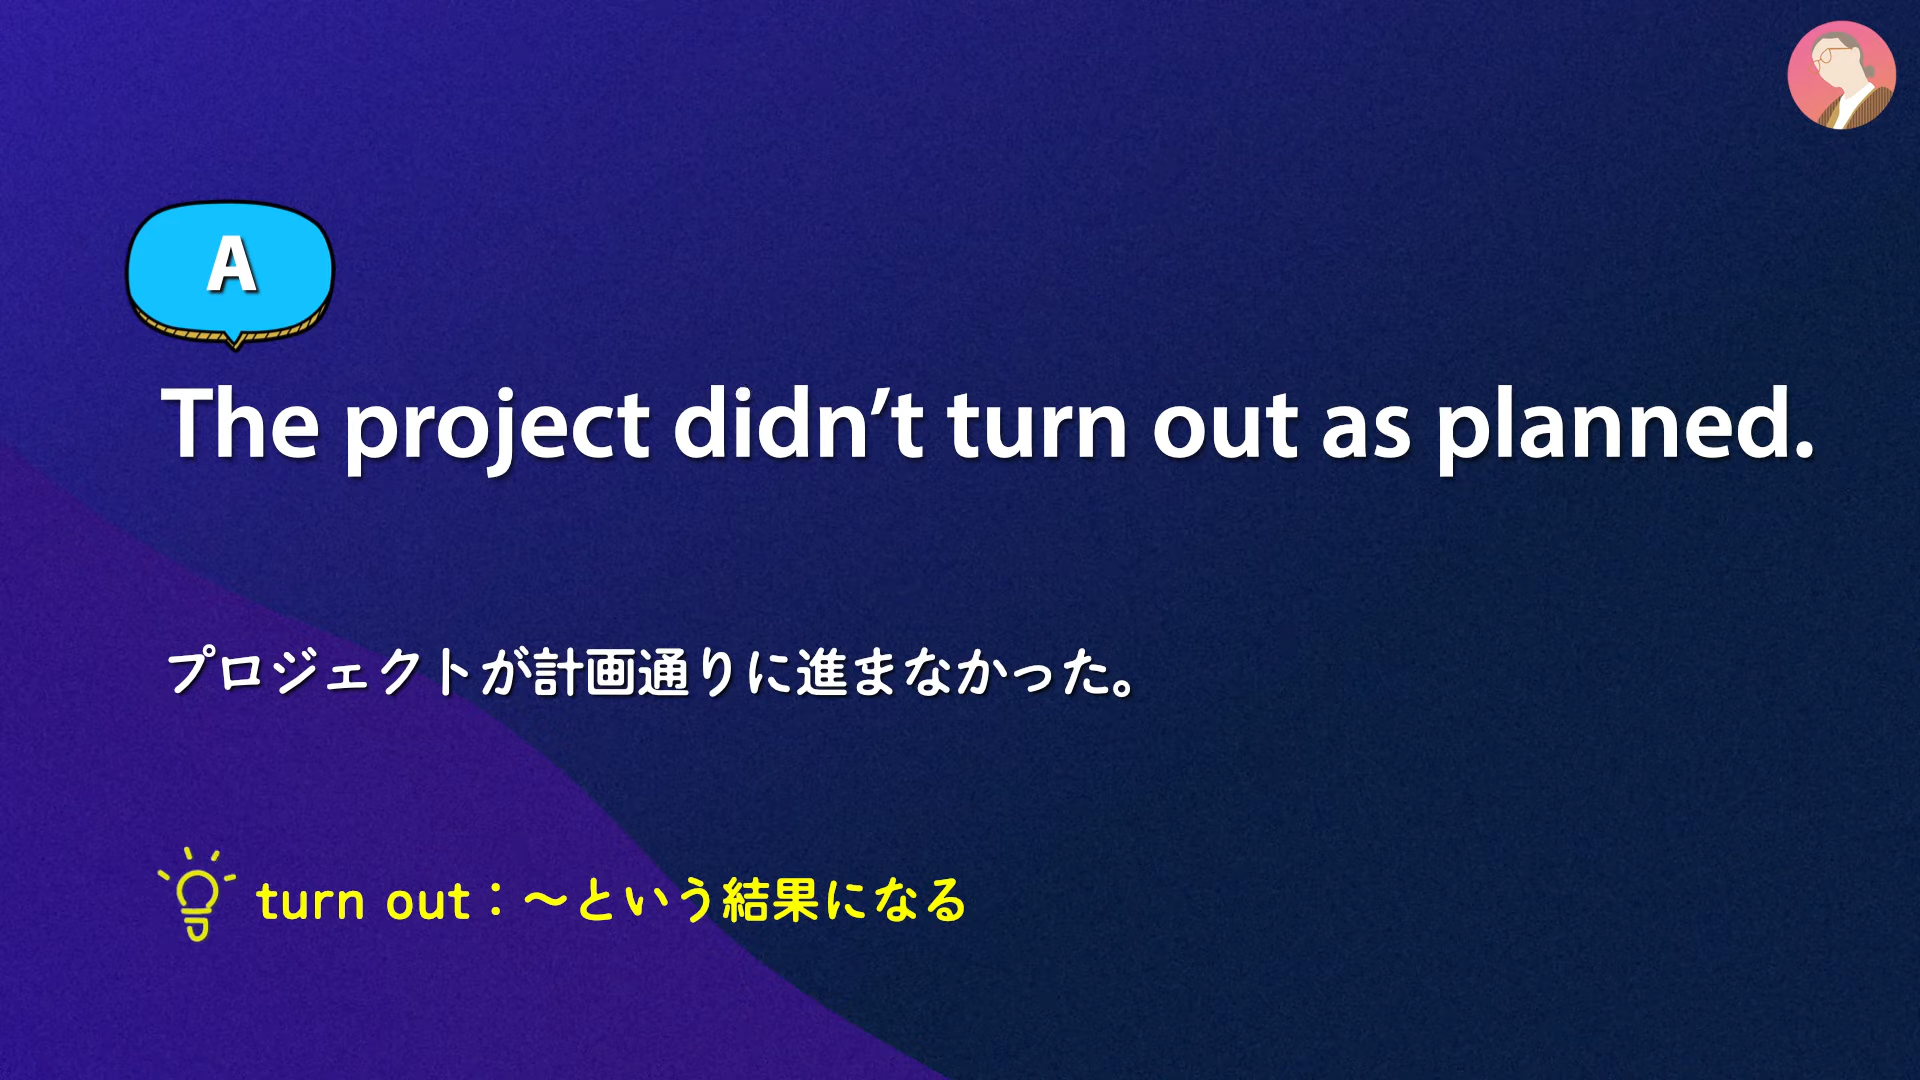 A
The project didn’t turn out as planned.
プロジェクトが計画通りに進まなかった。
turn out：～という結果になる